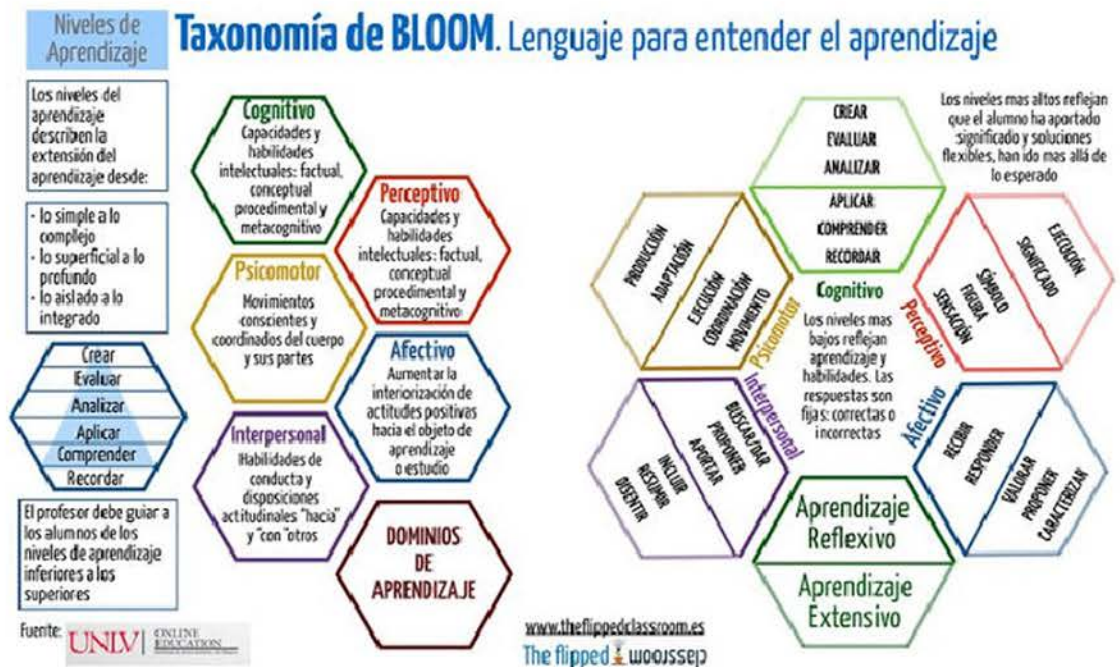 Niveles de
Aprendizaje
Taxonomía de BLOOM. Lenguaje para entender el aprendizaje
Los niveles del
aprendizaje
describen la
extensión del
aprendizaje desde:
- lo simple a lo
complejo
- lo superficial a lo
profundo
- lo aislado a lo
integrado
Crear
Evaluar
Analizar
Aplicar
Comprender
Recordar
El profesor debe guiar a
los alumnos de los
niveles de aprendizaje
inferiores a los
superiores
Fuente:
UNIV
ONLINE
EDUCATION
Cognitivo
Capacidades y
habilidades
intelectuales: factual,
conceptual
procedimental y
metacognitivo
Perceptivo
Capacidades y
habilidades
intelectuales: factual,
conceptual
procedimental y
metacognitivo
Psicomotor
Movimientos
conscientes y
coordinados del cuerpo
y sus partes
Afectivo
Aumentar la
interiorización de
actitudes positivas
hacia el objeto de
aprendizaje
o estudio
Interpersonal
Habilidades de
conducta y
disposiciones
actitudinales "hacia"
y "con "otros
DOMINIOS
DE
APRENDIZAJE
CREAR
EVALUAR
ANALIZAR
APLICAR
COMPRENDER
RECORDAR
Cognitivo
Los niveles mas altos reflejan
que el alumno ha aportado
significado y soluciones
flexibles, han ido mas allá de
lo esperado
PRODUCCIÓN
ADAPTACIÓN
EJECUCIÓN
COORDINACIÓN
MOVIMIENTO
Psicomotor
EJECUCIÓN
SIGNIFICADO
SÍMBOLO
FIGURA
SENSACIÓN
Perceptivo
Los niveles mas
bajos reflejan
aprendizaje y
habilidades. Las
respuestas son
fijas: correctas o
incorrectas
Interpersonal
BUSCAR/DAR
PROPONER
APORTAR
INCLUIR
RESUMIR
DISENTIR
Afectivo
RECIBIR
RESPONDER
VALORAR
PROPONER
CARACTERIZAR
Aprendizaje
Reflexivo
Aprendizaje
Extensivo
www.theflippedclassroom.es
The flipped classroom